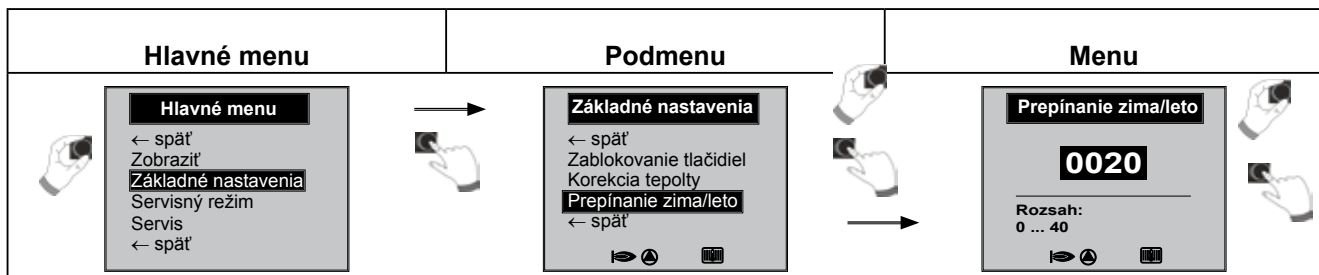 Hlavné menu
Podmenu
Menu
Hlavné menu
← späť
Zobraziť
Základné nastavenia
Servisný režim
Servis
← späť
Základné nastavenia
← späť
Zablokovanie tlačidiel
Korekcia tepolty
Prepínanie zima/leto
← späť
Prepínanie zima/leto
0020
Rozsah:
0 ... 40